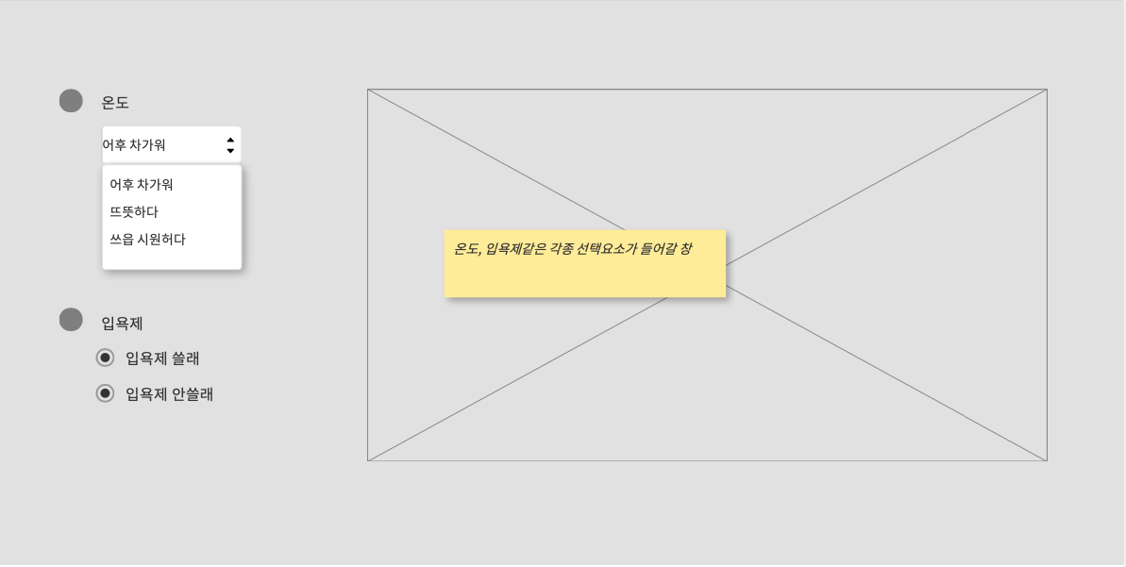 온도
어후 차가워
어후 차가워
뜨뜻하다
쓰읍 시원허다
입욕제
입욕제 쓸래
입욕제 안쓸래
온도, 입욕제같은 각종 선택요소가 들어갈 창